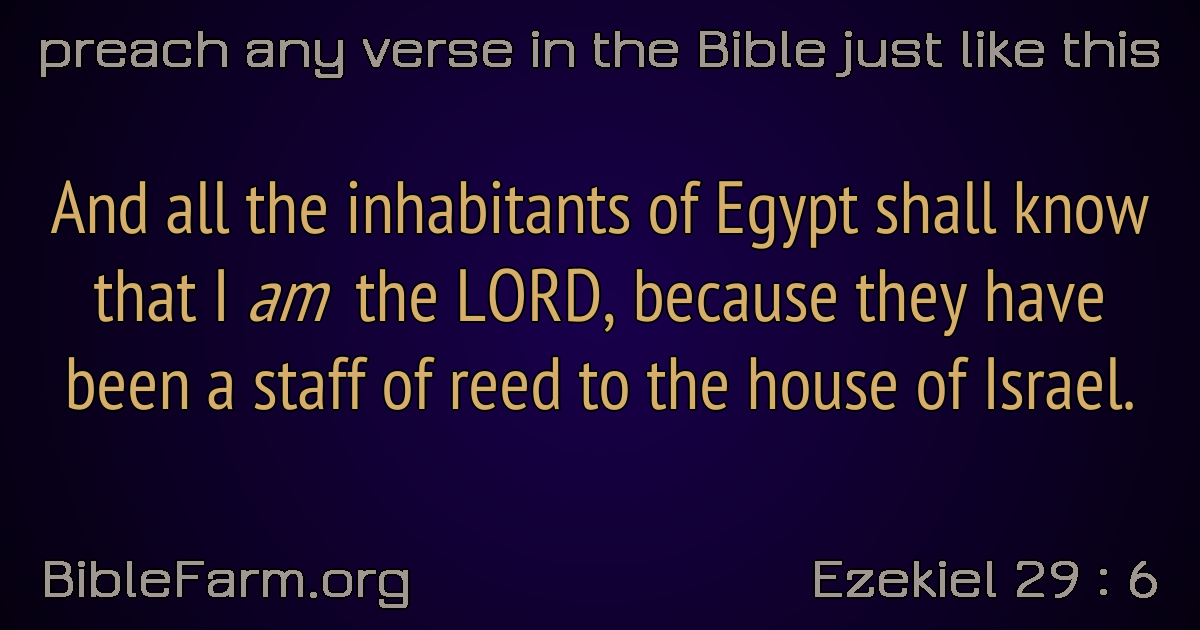 preach any verse in the Bible just like this
And all the inhabitants of Egypt shall know
that I am the LORD, because they have
been a staff of reed to the house of Israel.
BibleFarm.org
Ezekiel 29 : 6